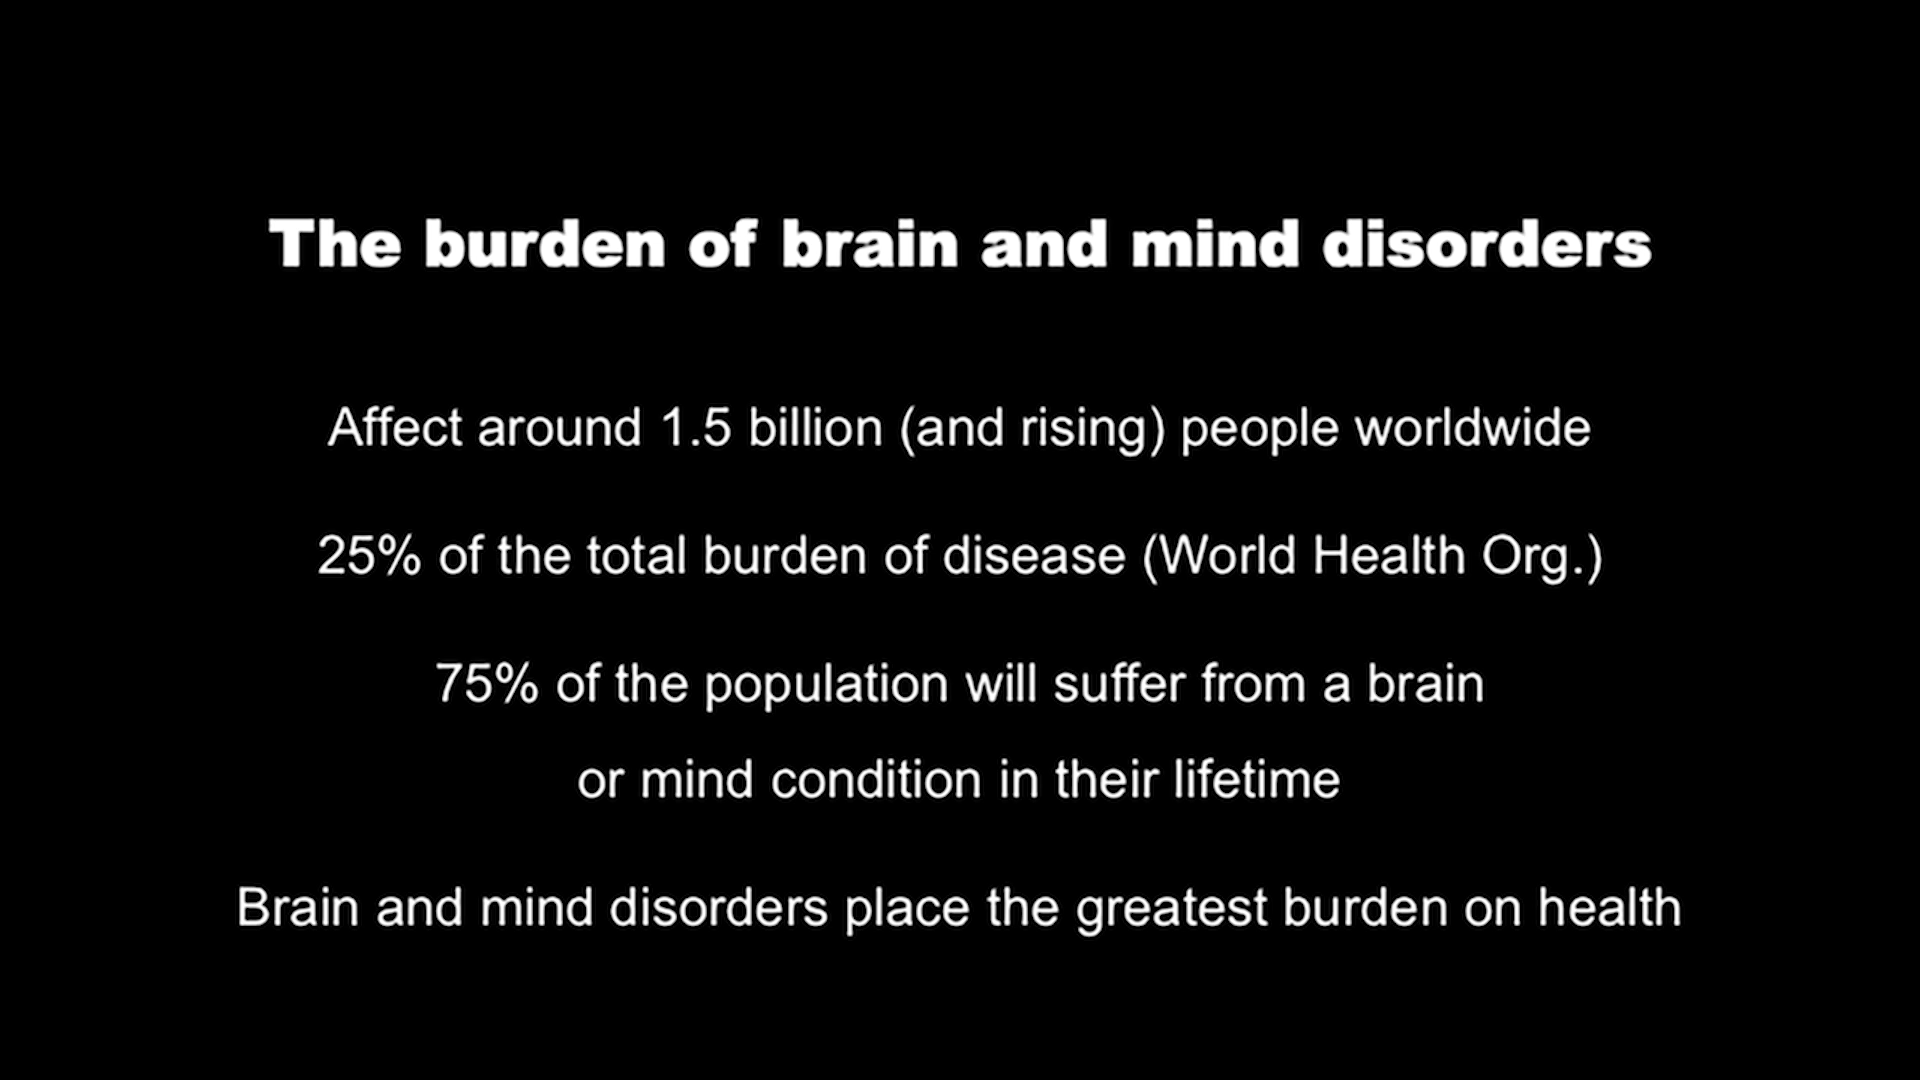 The burden of brain and mind disorders
Affect around 1.5 billion (and rising) people worldwide
25% of the total burden of disease (World Health Org.)
75% of the population will suffer from a brain
or mind condition in their lifetime
Brain and mind disorders place the greatest burden on health